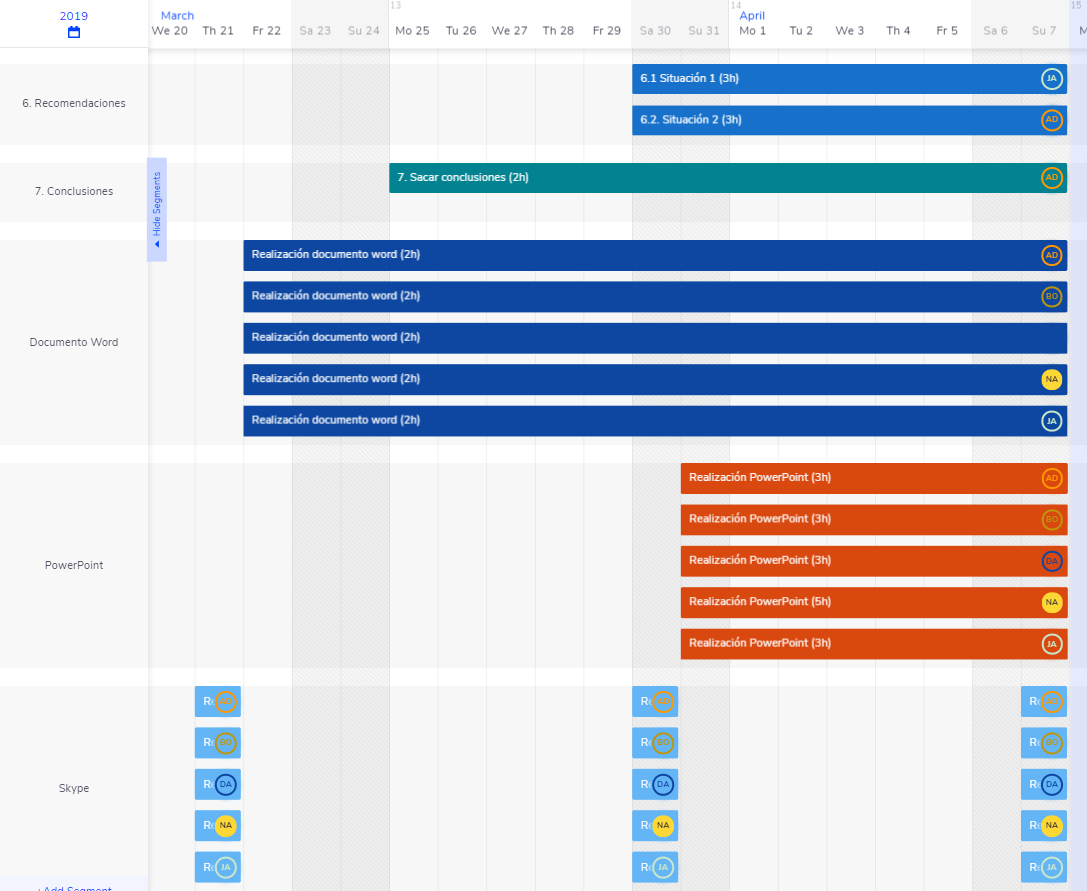 2019
March
13
14
April
15
We 20 Th 21 Fr 22 Sa 23 Su 24 Mo 25 Tu 26 We 27 Th 28 Fr 29 Sa 30 Su 31 Mo 1 Tu 2 We 3 Th 4 Fr 5 Sa 6 Su 7 M
6. Recomendaciones
6.1 Situación 1 (3h) JA
6.2. Situación 2 (3h) AD
7. Conclusiones
7. Sacar conclusiones (2h) AD
Hide Segments
Documento Word
Realización documento word (2h) AD
Realización documento word (2h) BO
Realización documento word (2h)
Realización documento word (2h) NA
Realización documento word (2h) JA
PowerPoint
Realización PowerPoint (3h) AD
Realización PowerPoint (3h) BO
Realización PowerPoint (3h) DA
Realización PowerPoint (5h) NA
Realización PowerPoint (3h) JA
Skype
R AD R AD R AD
R BO R BO R BO
R DA R DA R DA
R NA R NA R NA
R JA R JA R JA
+Add Segment